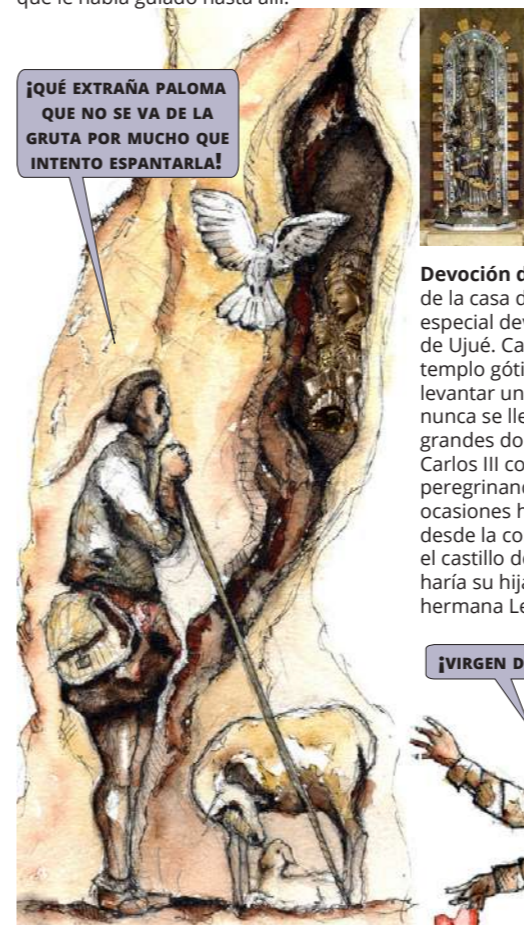 que le había guiado hasta allí.
¡QUÉ EXTRAÑA PALOMA
QUE NO SE VA DE LA
GRUTA POR MUCHO QUE
INTENTO ESPANTARLA!
Devoción d
de la casa d
especial dev
de Ujué. Ca
templo góti
levantar un
nunca se lle
grandes do
Carlos III co
peregrinand
ocasiones h
desde la co
el castillo de
haría su hija
hermana Le
¡VIRGEN D